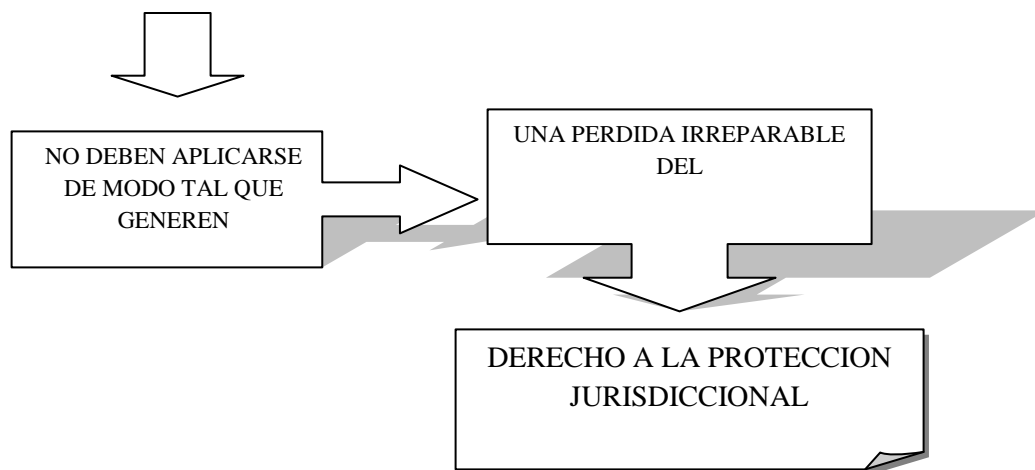 NO DEBEN APLICARSE
DE MODO TAL QUE
GENEREN
UNA PERDIDA IRREPARABLE
DEL
DERECHO A LA PROTECCION
JURISDICCIONAL